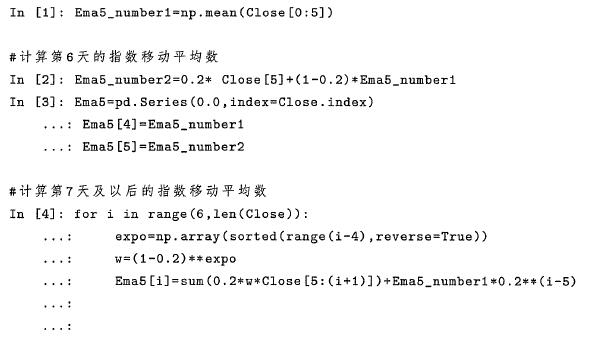 In [1]: Ema5_number1=np.mean(Close[0:5])
#计算第6天的指数移动平均数
In [2]: Ema5_number2=0.2* Close[5]+(1-0.2)*Ema5_number1
In [3]: Ema5=pd.Series(0.0,index=Close.index)
...: Ema5[4]=Ema5_number1
...: Ema5[5]=Ema5_number2
#计算第7天及以后的指数移动平均数
In [4]: for i in range(6,len(Close)):
...: expo=np.array(sorted(range(i-4),reverse=True))
...: w=(1-0.2)**expo
...: Ema5[i]=sum(0.2*w*Close[5:(i+1)])+Ema5_number1*0.2**(i-5)
...:
...: